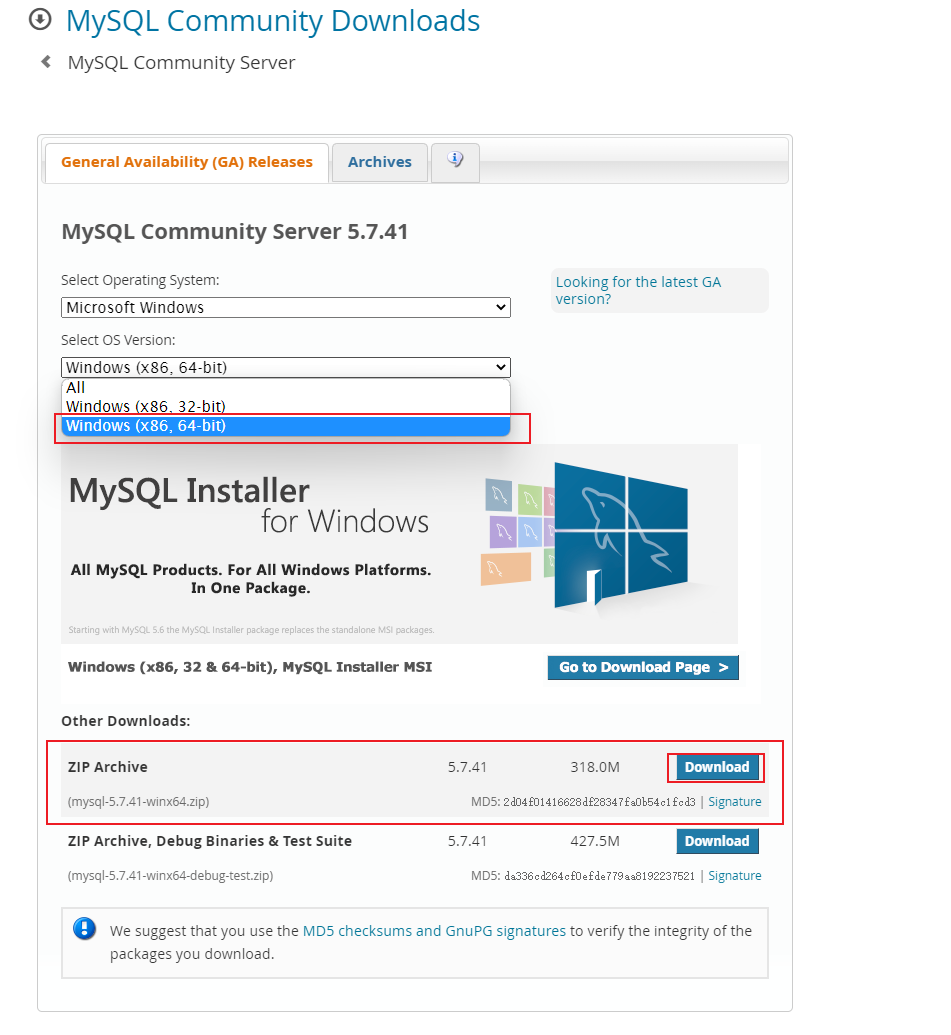 MySQL Community Downloads
MySQL Community Server
General Availability (GA) Releases
Archives
MySQL Community Server 5.7.41
Select Operating System:
Looking for the latest GA
version?
Microsoft Windows
Select OS Version:
Windows (x86, 64-bit)
All
Windows (x86, 32-bit)
Windows (x86, 64-bit)
MySQL Installer
for Windows
All MySQL Products. For All Windows Platforms.
In One Package.
Starting with MySQL 5.6 the MySQL Installer package replaces the standalone MSI packages.
Windows (x86, 32 & 64-bit), MySQL Installer MSI
Go to Download Page >
Other Downloads:
ZIP Archive 5.7.41 318.0M Download
(mysql-5.7.41-winx64.zip) MD5: 2d04f01416628df28347fa0b54c1fcd3 | Signature
ZIP Archive, Debug Binaries & Test Suite 5.7.41 427.5M Download
(mysql-5.7.41-winx64-debug-test.zip) MD5: da336cd264cf0efde779aa8192237521 | Signature
We suggest that you use the MD5 checksums and GnuPG signatures to verify the integrity of the
packages you download.